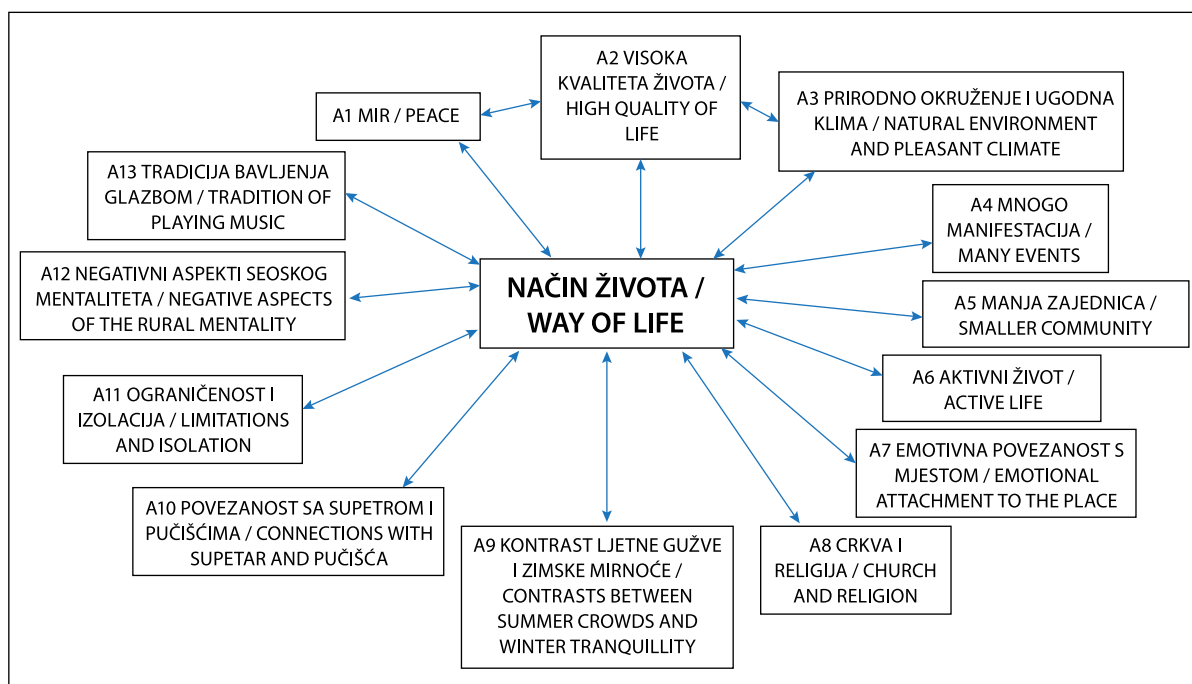 A1 MIR / PEACE
A2 VISOKA
KVALITETA ŽIVOTA /
HIGH QUALITY OF
LIFE
A3 PRIRODNO OKRUŽENJE I UGODNA
KLIMA / NATURAL ENVIRONMENT
AND PLEASANT CLIMATE
A13 TRADICIJA BAVLJENJA
GLAZBOM / TRADITION OF
PLAYING MUSIC
A4 MNOGO
MANIFESTACIJA /
MANY EVENTS
A12 NEGATIVNI ASPEKTI SEOSKOG
MENTALITETA / NEGATIVE ASPECTS
OF THE RURAL MENTALITY
NAČIN ŽIVOTA /
WAY OF LIFE
A5 MANJA ZAJEDNICA /
SMALLER COMMUNITY
A11 OGRANIČENOST I
IZOLACIJA / LIMITATIONS
AND ISOLATION
A6 AKTIVNI ŽIVOT /
ACTIVE LIFE
A7 EMOTIVNA POVEZANOST S
MJESTOM / EMOTIONAL
ATTACHMENT TO THE PLACE
A10 POVEZANOST SA SUPETROM I
PUČIŠĆIMA / CONNECTIONS WITH
SUPETAR AND PUČIŠĆA
A9 KONTRAST LJETNE GUŽVE
I ZIMSKE MIRNOĆE /
CONTRASTS BETWEEN
SUMMER CROWDS AND
WINTER TRANQUILLITY
A8 CRKVA I
RELIGIJA / CHURCH
AND RELIGION